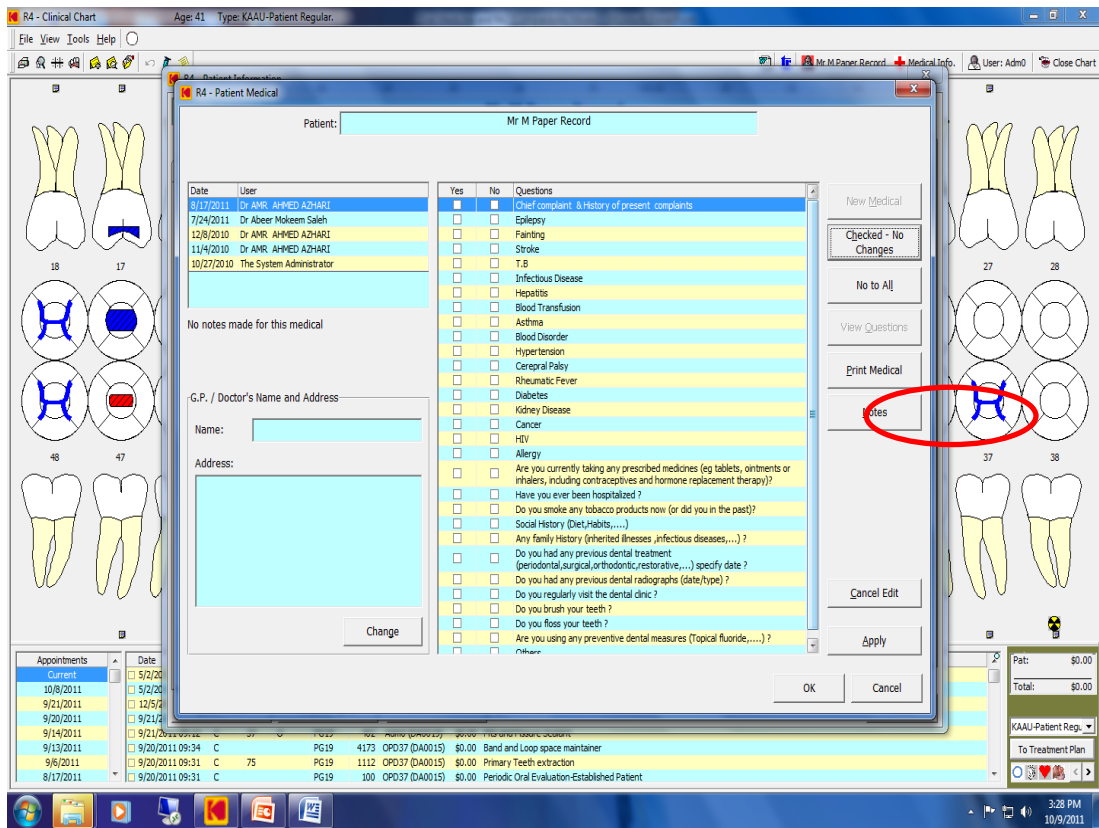 R4 - Clinical Chart Age: 41 Type: KAAU-Patient Regular.
File View Tools Help
Mr M Paper Record Medical Info. User: Adm0 Close Chart
R4 - Patient Information
R4 - Patient Medical
Patient: Mr M Paper Record
Date User
8/17/2011 Dr AMR AHMED AZHARI
7/24/2011 Dr Abeer Mokeem Saleh
12/8/2010 Dr AMR AHMED AZHARI
11/4/2010 Dr AMR AHMED AZHARI
10/27/2010 The System Administrator
No notes made for this medical
G.P. / Doctor's Name and Address
Name:
Address:
Change
Yes No Questions
Chief complaint & History of present complaints
Epilepsy
Fainting
Stroke
T.B
Infectious Disease
Hepatitis
Blood Transfusion
Asthma
Blood Disorder
Hypertension
Cerepral Palsy
Rheumatic Fever
Diabetes
Kidney Disease
Cancer
HIV
Allergy
Are you currently taking any prescribed medicines (eg tablets, ointments or
inhalers, including contraceptives and hormone replacement therapy)?
Have you ever been hospitalized ?
Do you smoke any tobacco products now (or did you in the past)?
Social History (Diet,Habits,....)
Any family History (inherited illnesses ,infectious diseases,...) ?
Do you had any previous dental treatment
(periodontal,surgical,orthodontic,restorative,...) specify date ?
Do you had any previous dental radiographs (date/type) ?
Do you regularly visit the dental clinic ?
Do you brush your teeth ?
Do you floss your teeth ?
Are you using any preventive dental measures (Topical fluoride,....) ?
Others
New Medical
Checked - No
Changes
No to All
View Questions
Print Medical
Notes
Cancel Edit
Apply
OK Cancel
18 17 27 28
48 47 37 38
Appointments
Current
10/8/2011
9/21/2011
9/20/2011
9/14/2011
9/13/2011
9/6/2011
8/17/2011
Date
9/20/2011 09:34 C PG19 4173 OPD37 (DA0015) $0.00 Band and Loop space maintainer
9/20/2011 09:31 C 75 PG19 1112 OPD37 (DA0015) $0.00 Primary Teeth extraction
9/20/2011 09:31 C PG19 100 OPD37 (DA0015) $0.00 Periodic Oral Evaluation-Established Patient
Pat: $0.00
Total: $0.00
KAAU-Patient Regu.
To Treatment Plan
3:28 PM
10/9/2011